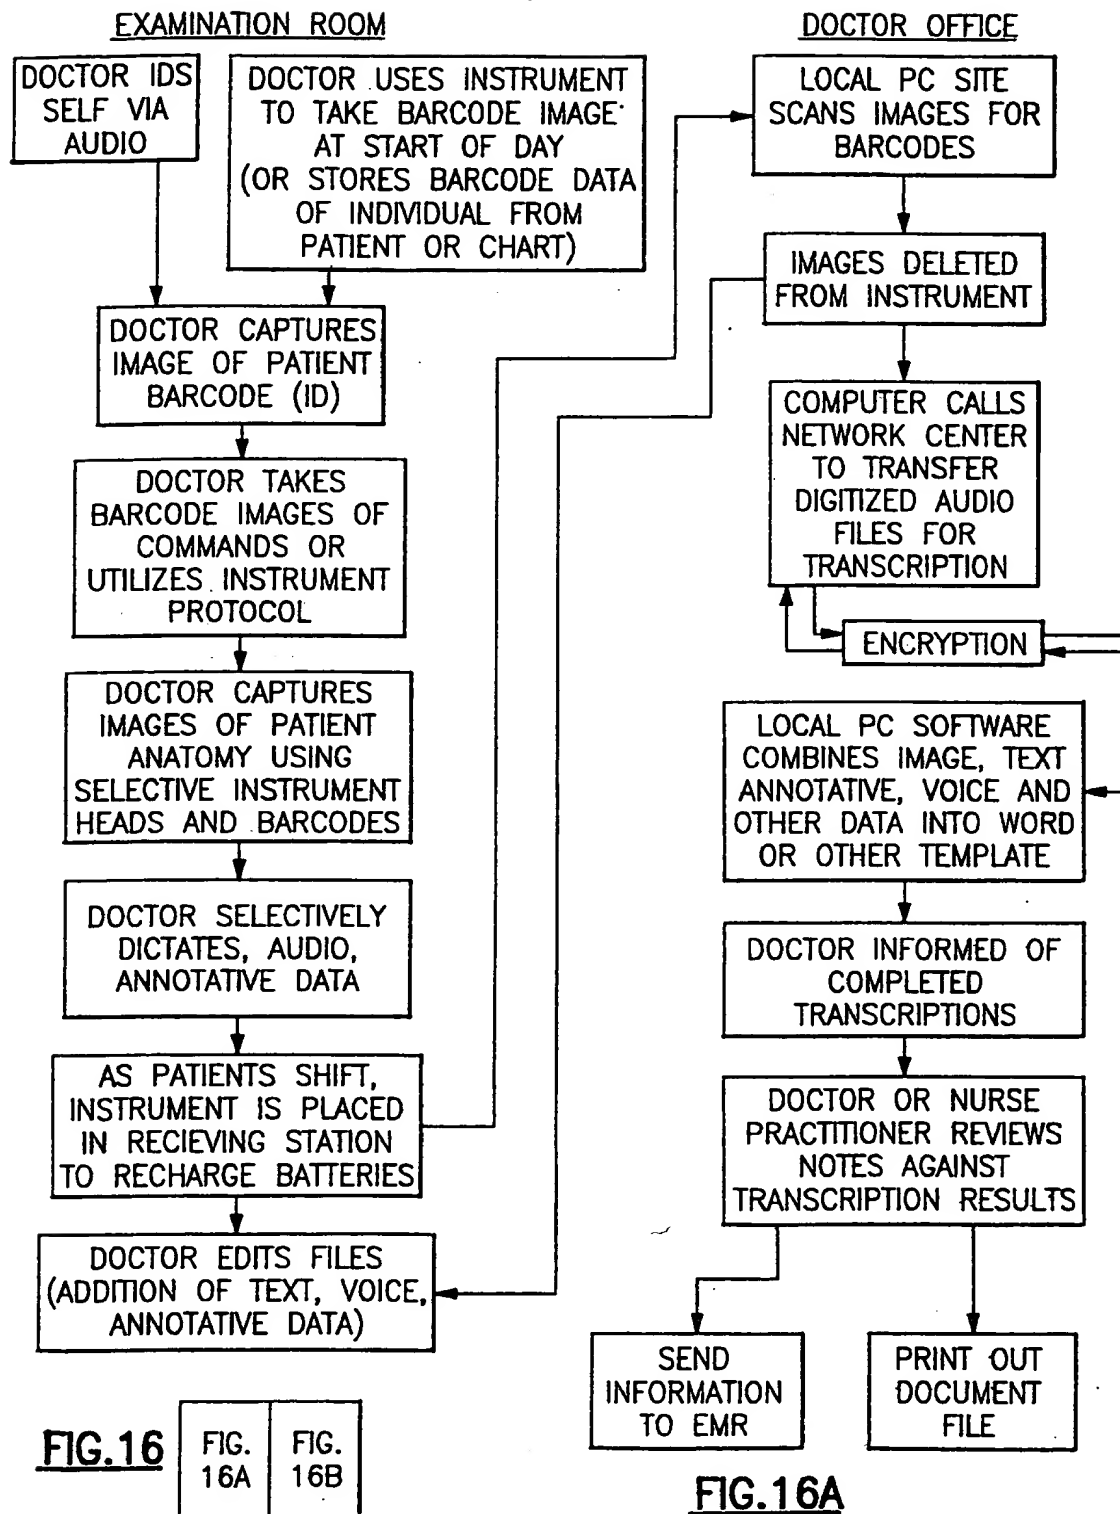 EXAMINATION ROOM
DOCTOR IDS
SELF VIA
AUDIO
DOCTOR USES INSTRUMENT
TO TAKE BARCODE IMAGE
AT START OF DAY
(OR STORES BARCODE DATA
OF INDIVIDUAL FROM
PATIENT OR CHART)
DOCTOR CAPTURES
IMAGE OF PATIENT
BARCODE (ID)
DOCTOR TAKES
BARCODE IMAGES OF
COMMANDS OR
UTILIZES INSTRUMENT
PROTOCOL
DOCTOR CAPTURES
IMAGES OF PATIENT
ANATOMY USING
SELECTIVE INSTRUMENT
HEADS AND BARCODES
DOCTOR SELECTIVELY
DICTATES, AUDIO,
ANNOTATIVE DATA
AS PATIENTS SHIFT,
INSTRUMENT IS PLACED
IN RECIEVING STATION
TO RECHARGE BATTERIES
DOCTOR EDITS FILES
(ADDITION OF TEXT, VOICE,
ANNOTATIVE DATA)
DOCTOR OFFICE
LOCAL PC SITE
SCANS IMAGES FOR
BARCODES
IMAGES DELETED
FROM INSTRUMENT
COMPUTER CALLS
NETWORK CENTER
TO TRANSFER
DIGITIZED AUDIO
FILES FOR
TRANSCRIPTION
ENCRYPTION
LOCAL PC SOFTWARE
COMBINES IMAGE, TEXT
ANNOTATIVE, VOICE AND
OTHER DATA INTO WORD
OR OTHER TEMPLATE
DOCTOR INFORMED OF
COMPLETED
TRANSCRIPTIONS
DOCTOR OR NURSE
PRACTITIONER REVIEWS
NOTES AGAINST
TRANSCRIPTION RESULTS
SEND
INFORMATION
TO EMR
PRINT OUT
DOCUMENT
FILE
FIG.16
FIG.
16A
FIG.
16B
FIG.16A